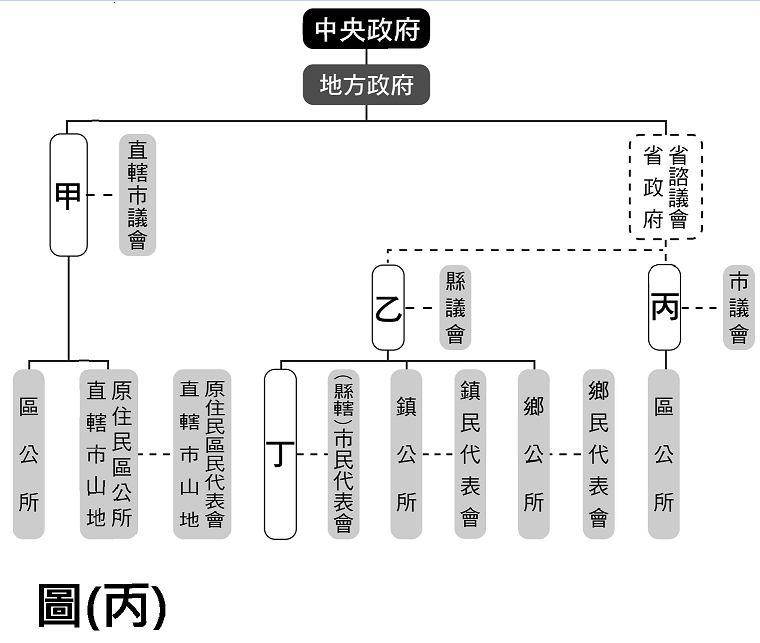 中央政府
地方政府
甲
直轄市議會
省政府
省諮議會
乙
縣議會
丙
市議會
區公所
直轄市山地
原住民區公所
直轄市山地
原住民區民代表會
丁
(縣轄)市民代表會
鎮公所
鎮民代表會
鄉公所
鄉民代表會
區公所
圖(丙)